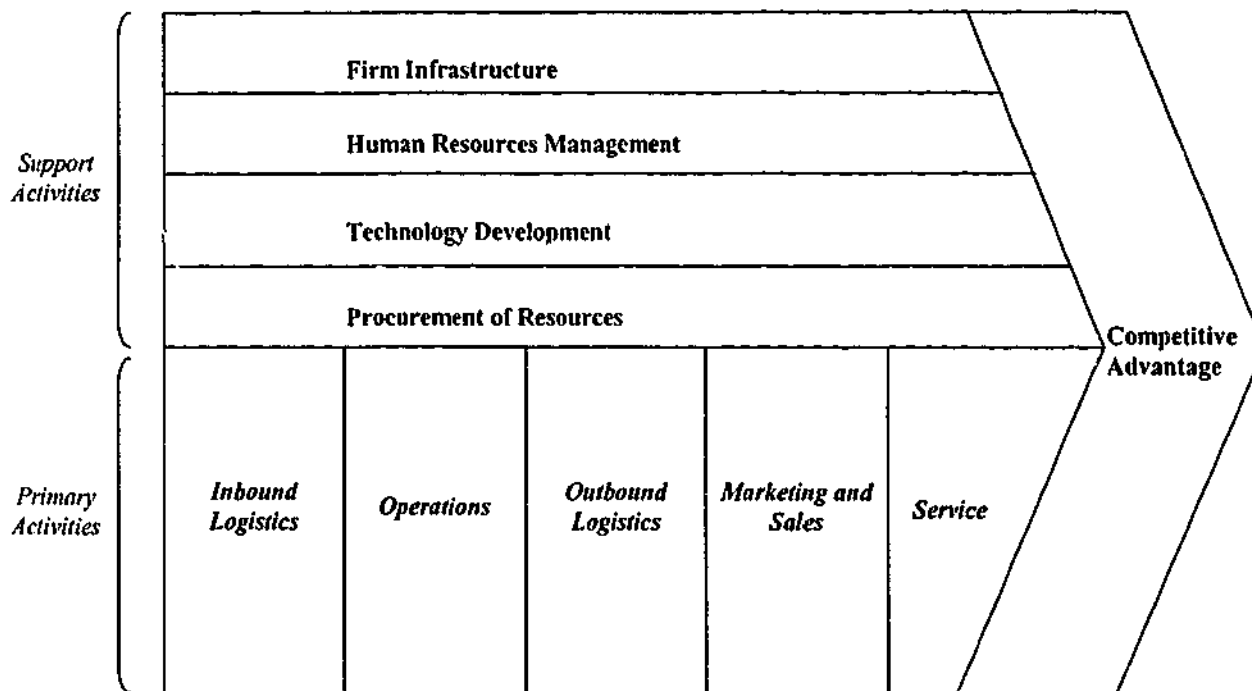 Firm Infrastructure
Human Resources Management
Support
Activities
Technology Development
Procurement of Resources
Competitive
Advantage
Primary
Activities
Inbound
Logistics
Operations
Outbound
Logistics
Marketing and
Sales
Service